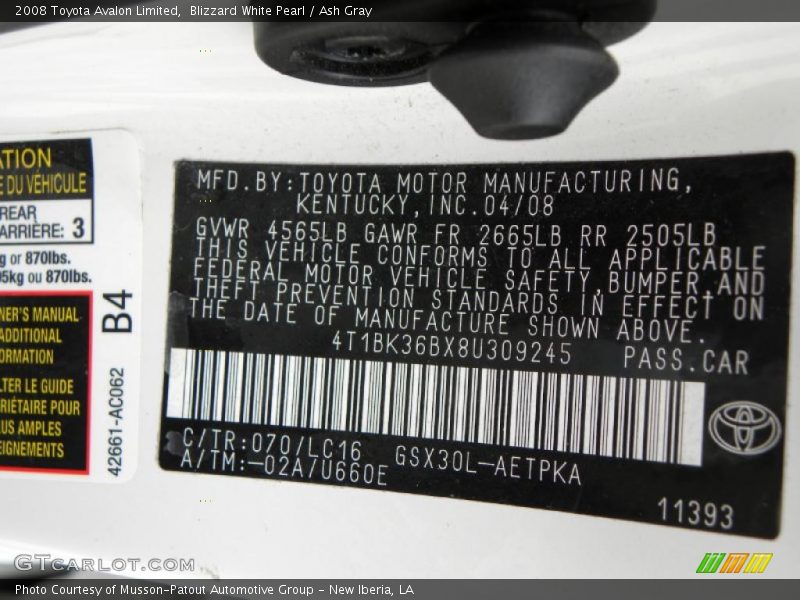 2008 Toyota Avalon Limited, Blizzard White Pearl / Ash Gray
ATION
E DU VÉHICULE
REAR
ARRIÈRE: 3
g or 870lbs.
95kg ou 870lbs.
NER'S MANUAL
ADDITIONAL
ORMATION
LTER LE GUIDE
RIÉTAIRE POUR
LUS AMPLES
EIGNEMENTS
B4
42661-AC062
MFD.BY:TOYOTA MOTOR MANUFACTURING,
KENTUCKY,INC.04/08
GVWR 4565LB GAWR FR 2665LB RR 2505LB
THIS VEHICLE CONFORMS TO ALL APPLICABLE
FEDERAL MOTOR VEHICLE SAFETY,BUMPER,AND
THEFT PREVENTION STANDARDS IN EFFECT ON
THE DATE OF MANUFACTURE SHOWN ABOVE.
4T1BK36BX8U309245 PASS.CAR
C/TR:070/LC16 GSX30L-AETPKA
A/TM:-02A/U660E
11393
GTCARLOT.COM
Photo Courtesy of Musson-Patout Automotive Group - New Iberia, LA